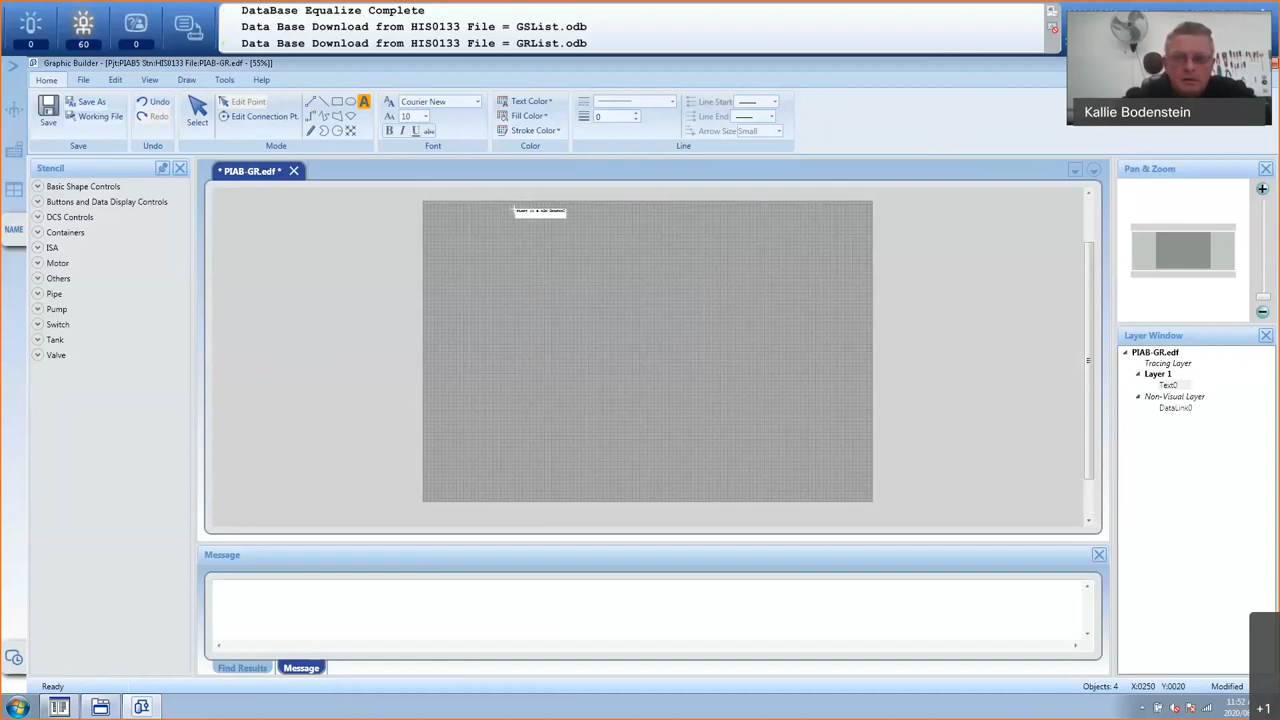 DataBase Equalize Complete
Data Base Download from HIS0133 File = GSList.odb
Data Base Download from HIS0133 File = GRList.odb
0
60
0
Kallie Bodenstein
Graphic Builder - [Pjt:PIAB5 Stn:HIS0133 File:PIAB-GR.edf [55%]]
Home File Edit View Draw Tools Help
Save
Save As
Working File
Save
Undo
Redo
Undo
Select
Edit Point
Edit Connection Pt.
A
Mode
Courier New
10
B I U abc
Font
Text Color
Fill Color
Stroke Color
Color
0
Line Start
Line End
Arrow Size Small
Line
NAME
Stencil
Basic Shape Controls
Buttons and Data Display Controls
DCS Controls
Containers
ISA
Motor
Others
Pipe
Pump
Switch
Tank
Valve
* PIAB-GR.edf *
Pan & Zoom
Layer Window
PIAB-GR.edf
Tracing Layer
Layer 1
Text0
Non-Visual Layer
DataLink0
Message
Find Results Message
Ready
Objects: 4 X:0250 Y:0020 Modified
11:52
+1